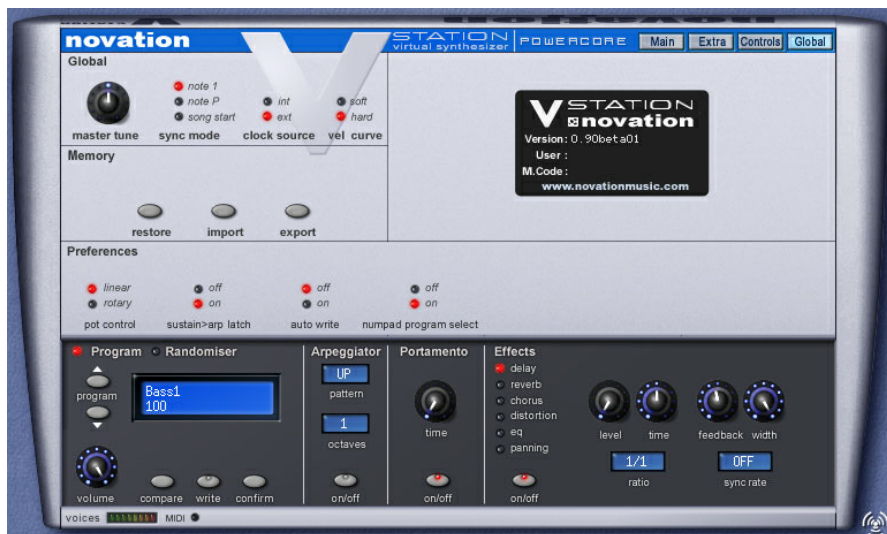 novation
V
STATION
virtual synthesizer
POWERCORE
Main
Extra
Controls
Global
Global
note 1
note P
song start
int
ext
soft
hard
master tune
sync mode
clock source
vel curve
Memory
restore
import
export
V STATION
novation
Version: 0.90beta01
User :
M.Code :
www.novationmusic.com
Preferences
linear
rotary
off
on
off
on
off
on
pot control
sustain>arp latch
auto write
numpad program select
Program
Randomiser
program
Bass1
100
volume
compare
write
confirm
Arpeggiator
UP
pattern
1
octaves
on/off
Portamento
time
on/off
Effects
delay
reverb
chorus
distortion
eq
panning
on/off
level
time
feedback
width
1/1
ratio
OFF
sync rate
voices
MIDI